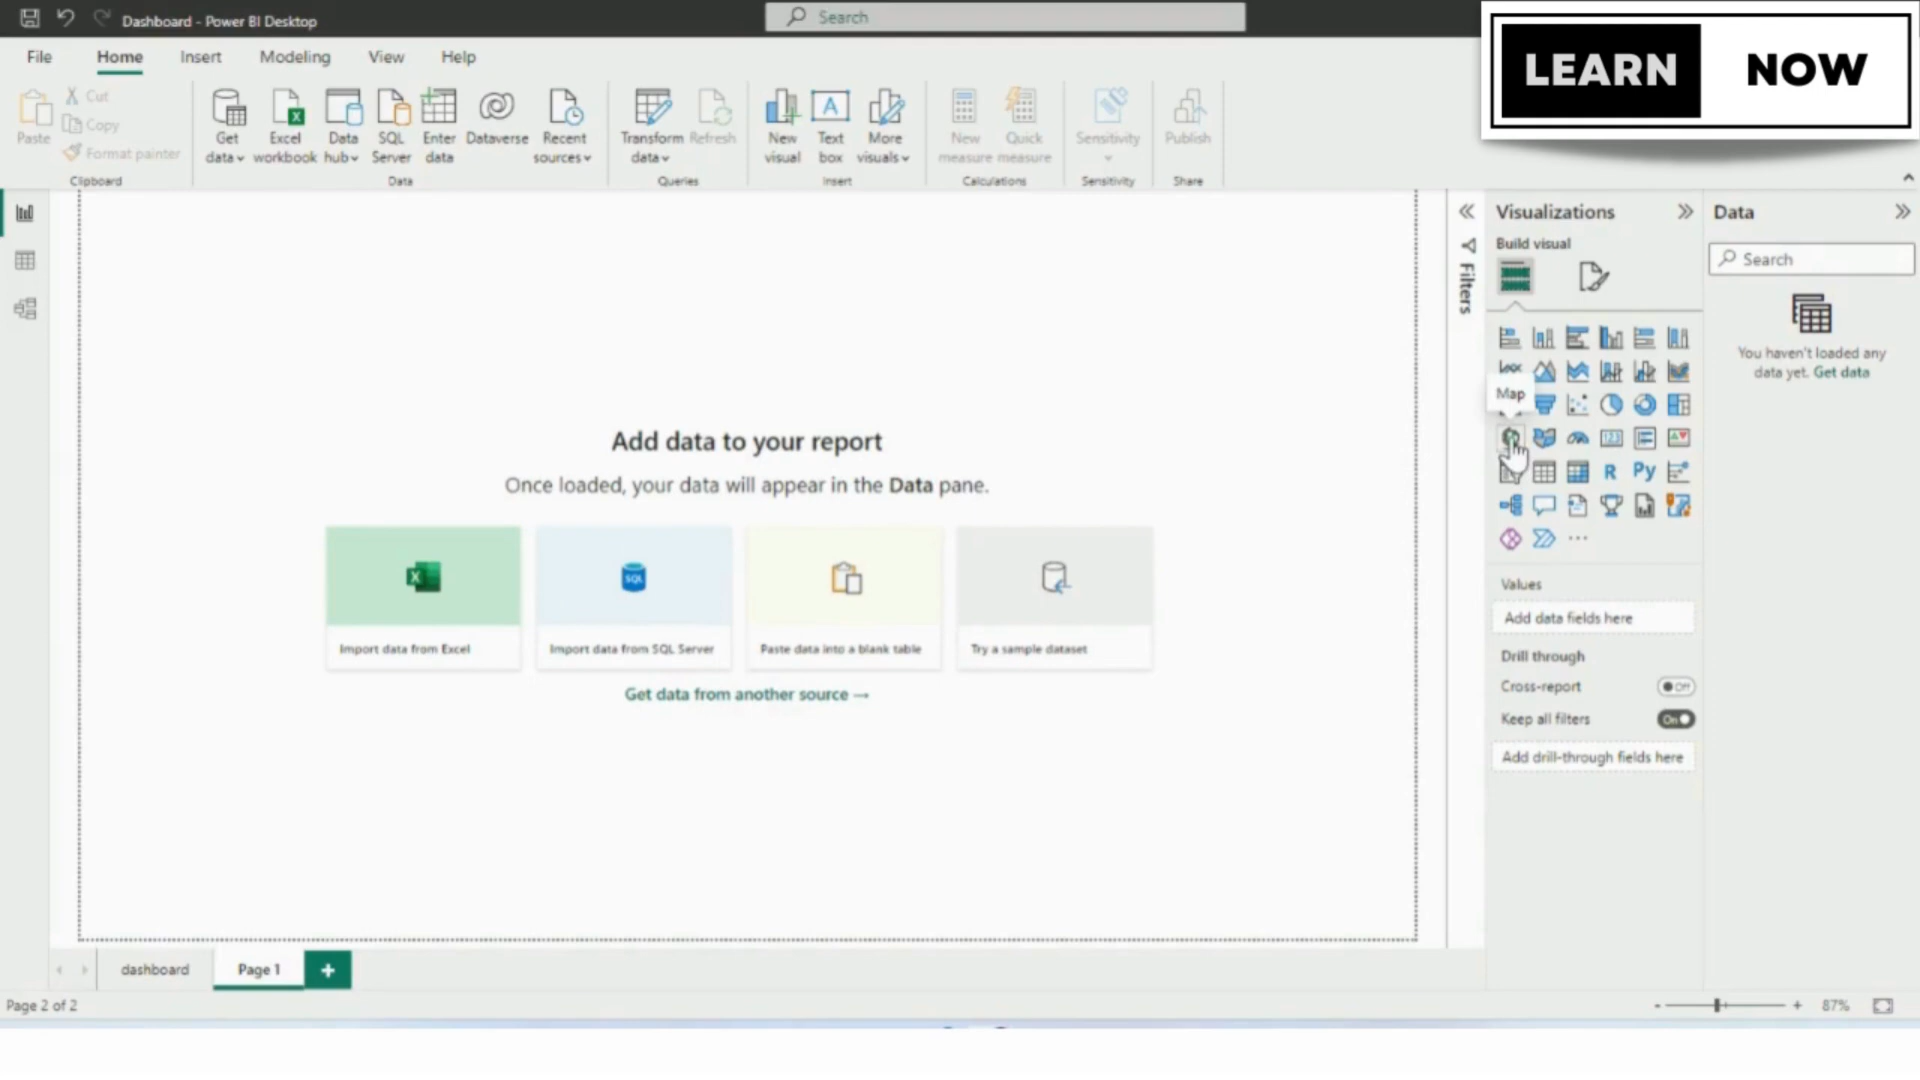 Dashboard - Power BI Desktop
Search
LEARN NOW
File Home Insert Modeling View Help
Paste
Cut
Copy
Format painter
Clipboard
Get data
Excel workbook
Data hub
SQL Server
Enter data
Dataverse
Recent sources
Data
Transform data
Refresh
Queries
New visual
Text box
More visuals
Insert
New measure
Quick measure
Calculations
Sensitivity
Sensitivity
Publish
Share
Filters
Visualizations
Build visual
Map
123
R Py
Values
Add data fields here
Drill through
Cross-report Off
Keep all filters On
Add drill-through fields here
Data
Search
You haven't loaded any
data yet. Get data
Add data to your report
Once loaded, your data will appear in the Data pane.
SQL
Import data from Excel
Import data from SQL Server
Paste data into a blank table
Try a sample dataset
Get data from another source →
dashboard Page 1 +
Page 2 of 2
- + 87%